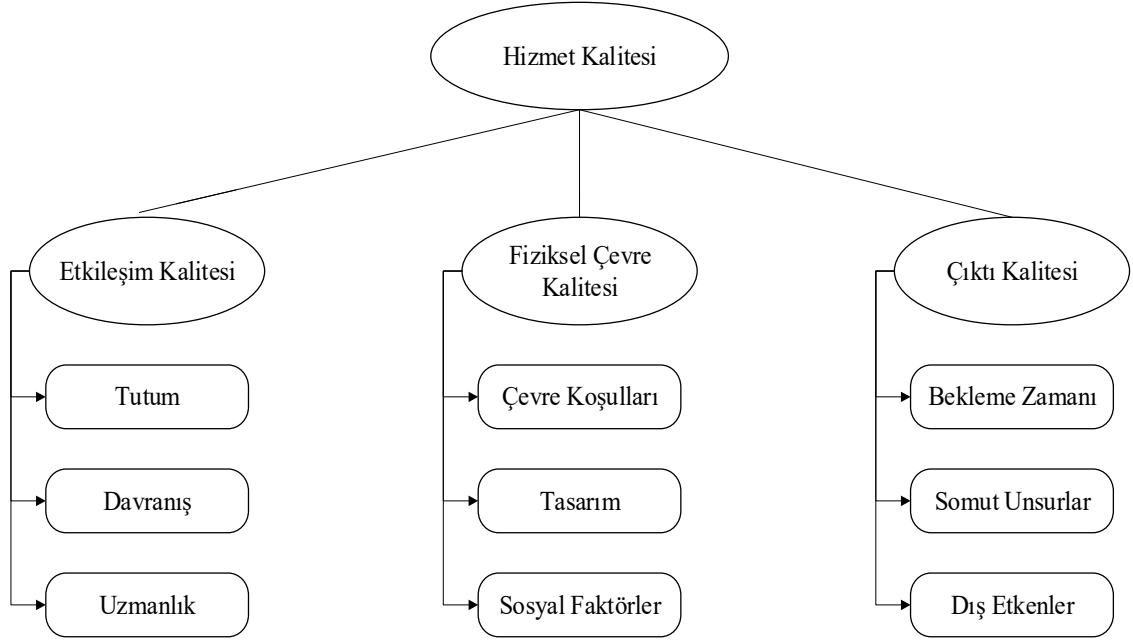 Hizmet Kalitesi
Etkileşim Kalitesi
Fiziksel Çevre
Kalitesi
Çıktı Kalitesi
Tutum
Çevre Koşulları
Bekleme Zamanı
Davranış
Tasarım
Somut Unsurlar
Uzmanlık
Sosyal Faktörler
Dış Etkenler